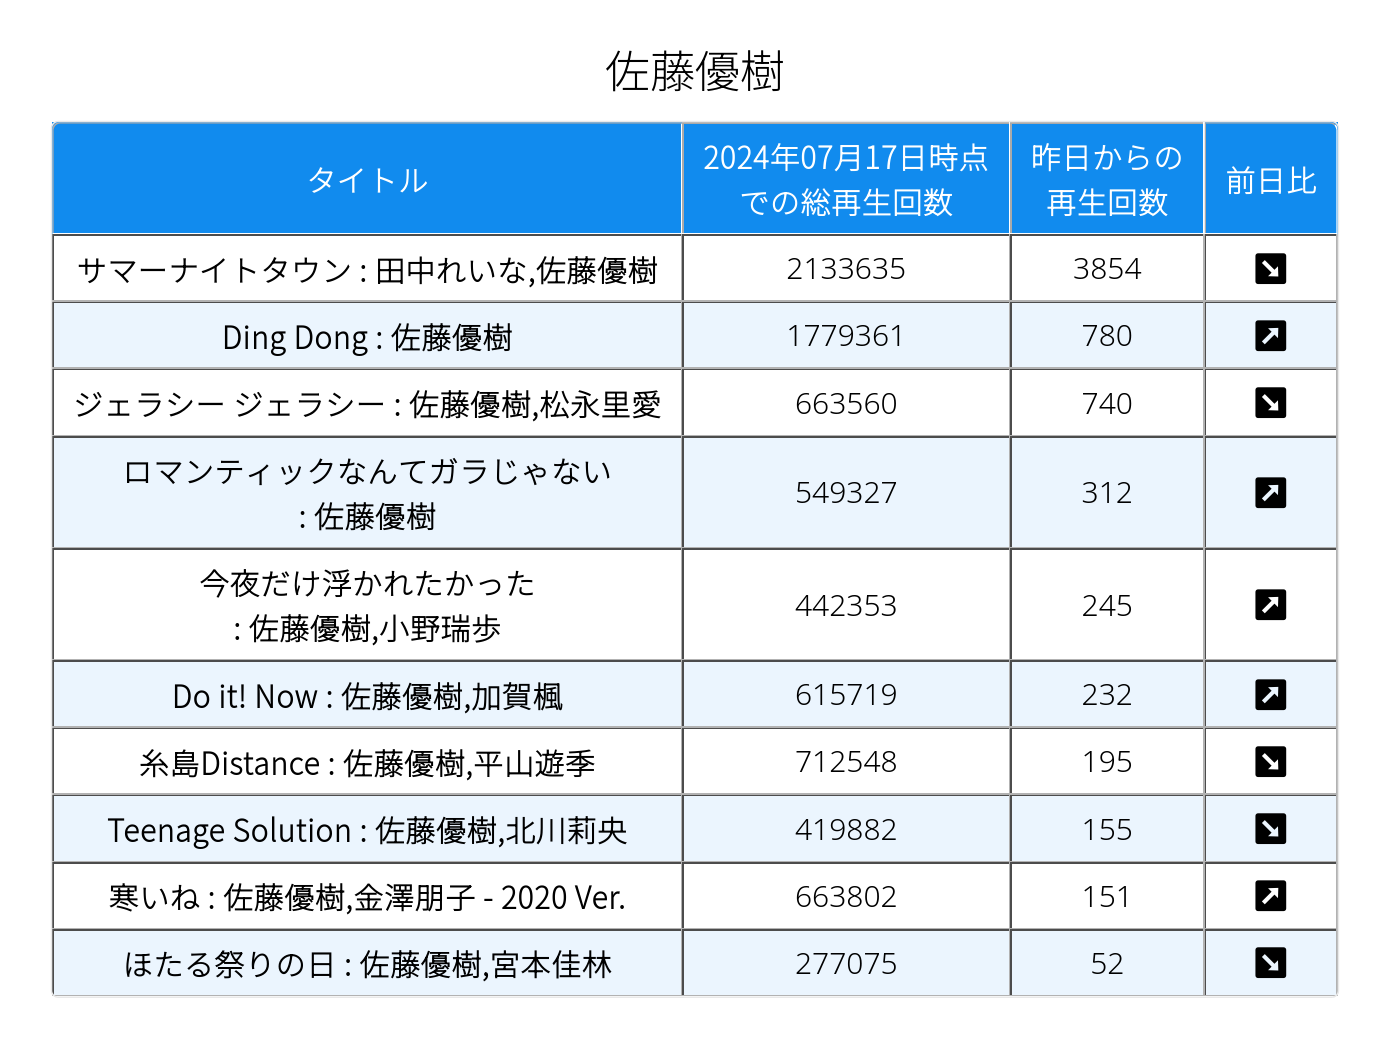 佐藤優樹
タイトル
2024年07月17日時点
での総再生回数
昨日からの
再生回数
前日比
サマーナイトタウン : 田中れいな,佐藤優樹
2133635
3854
Ding Dong : 佐藤優樹
1779361
780
ジェラシー ジェラシー : 佐藤優樹,松永里愛
663560
740
ロマンティックなんてガラじゃない
: 佐藤優樹
549327
312
今夜だけ浮かれたかった
: 佐藤優樹,小野瑞歩
442353
245
Do it! Now : 佐藤優樹,加賀楓
615719
232
糸島Distance : 佐藤優樹,平山遊季
712548
195
Teenage Solution : 佐藤優樹,北川莉央
419882
155
寒いね : 佐藤優樹,金澤朋子 - 2020 Ver.
663802
151
ほたる祭りの日 : 佐藤優樹,宮本佳林
277075
52